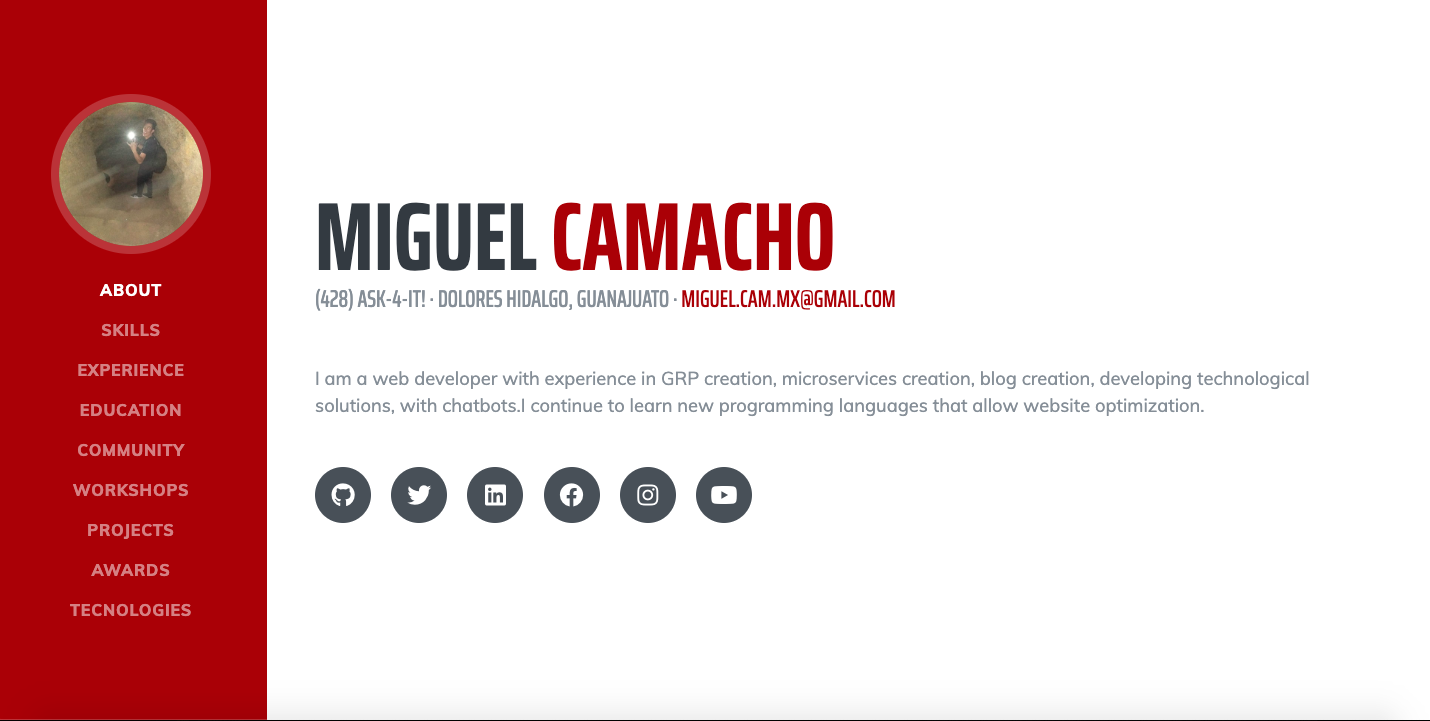 ABOUT
SKILLS
EXPERIENCE
EDUCATION
COMMUNITY
WORKSHOPS
PROJECTS
AWARDS
TECNOLOGIES
MIGUEL CAMACHO
(428) ASK-4-IT! · DOLORES HIDALGO, GUANAJUATO · MIGUEL.CAM.MX@GMAIL.COM
I am a web developer with experience in GRP creation, microservices creation, blog creation, developing technological
solutions, with chatbots.I continue to learn new programming languages that allow website optimization.